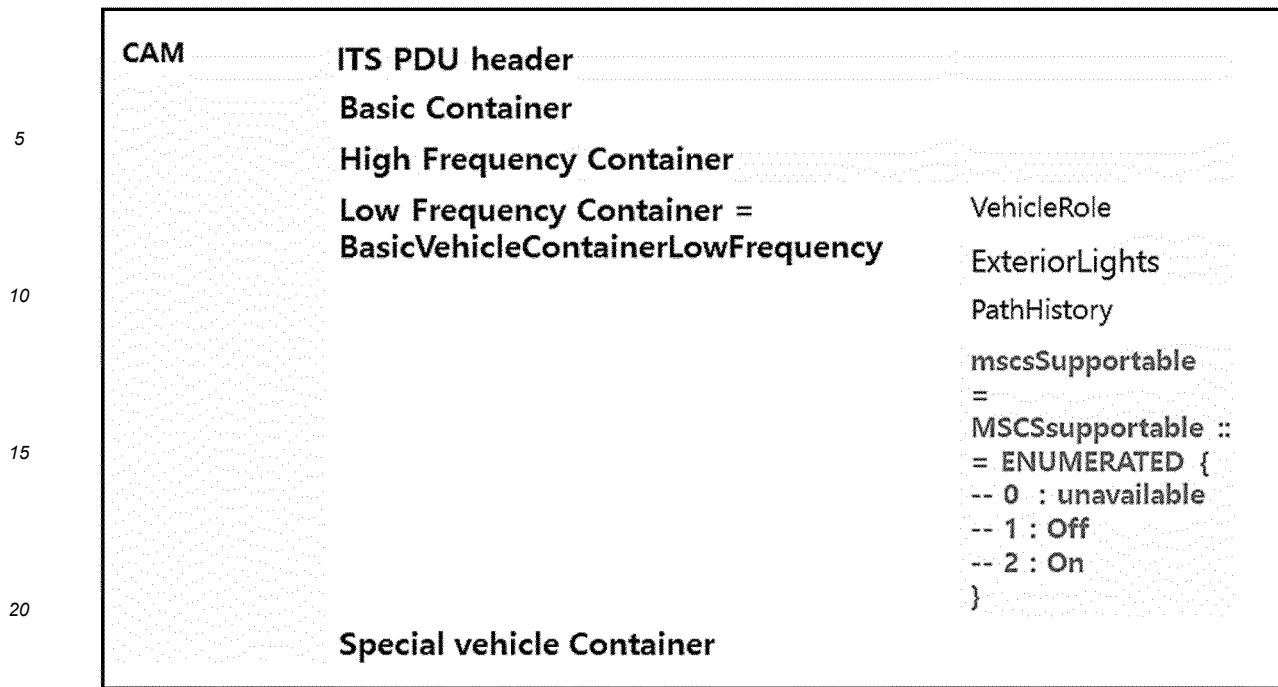 CAM
ITS PDU header
Basic Container
5
High Frequency Container
Low Frequency Container =
BasicVehicleContainerLowFrequency
VehicleRole
ExteriorLights
10
PathHistory
mscsSupportable
=
MSCSsupportable ::
15
= ENUMERATED {
-- 0 : unavailable
-- 1 : Off
-- 2 : On
}
20
Special vehicle Container